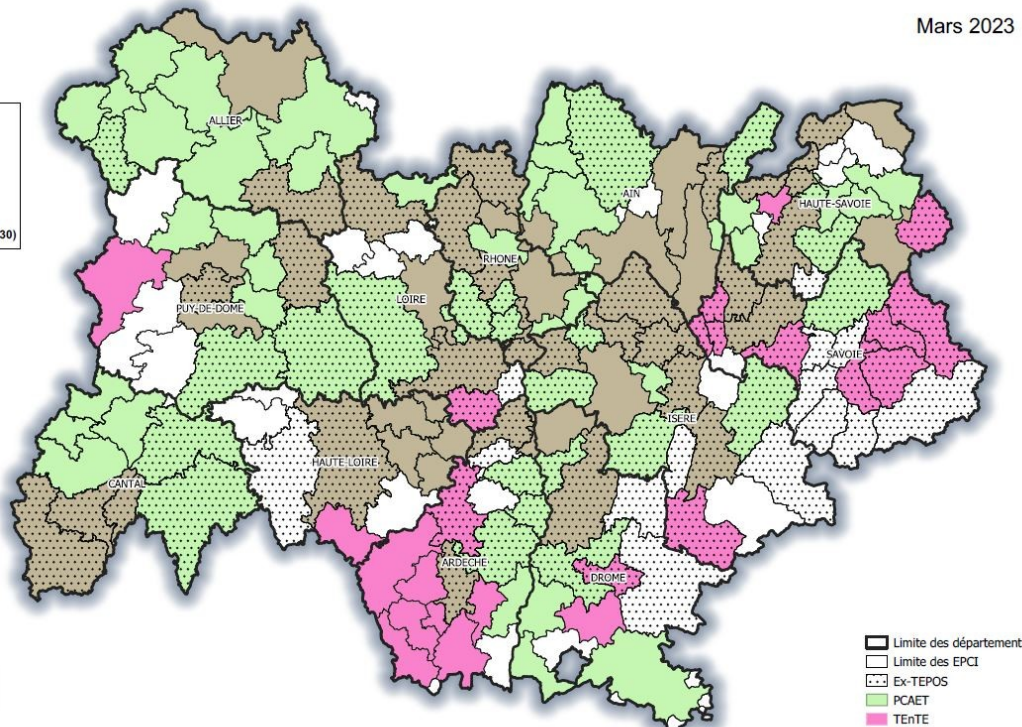 Mars 2023
ALLIER
30)
AIN
HAUTE-SAVOIE
RHONE
LOIRE
PUY-DE-DOME
SAVOIE
ISERE
HAUTE-LOIRE
CANTAL
ARDECHE
DROME
Limite des département
Limite des EPCI
Ex-TEPOS
PCAET
TEnTE